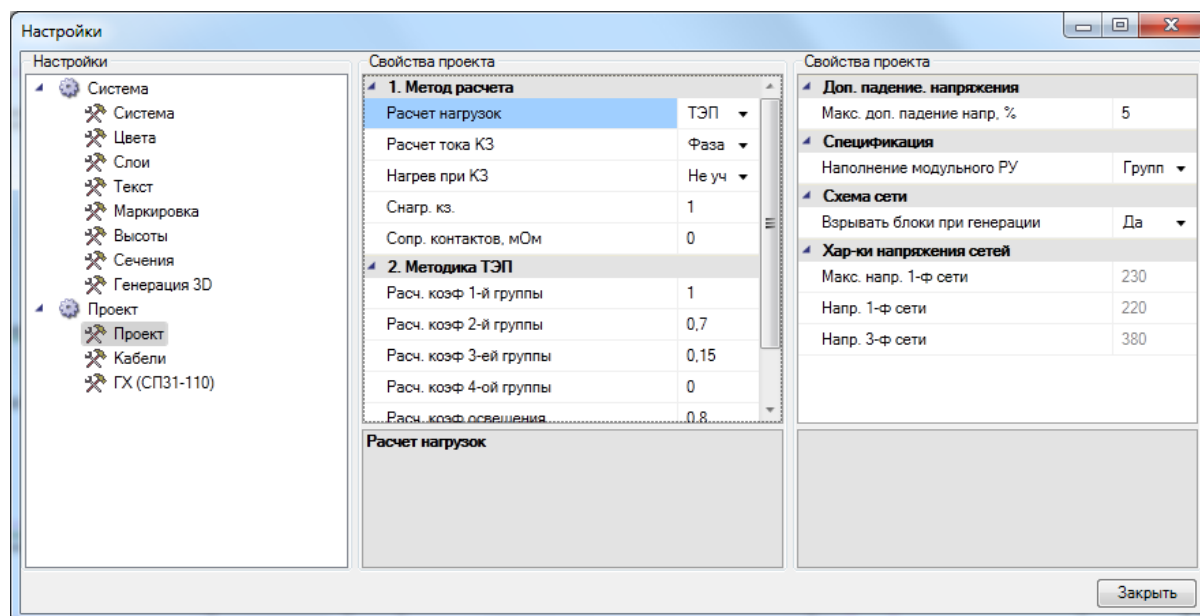 Настройки
Настройки
Система
Система
Цвета
Слои
Текст
Маркировка
Высоты
Сечения
Генерация 3D
Проект
Проект
Кабели
ГХ (СП31-110)
Свойства проекта
1. Метод расчета
Расчет нагрузок ТЭП
Расчет тока КЗ Фаза
Нагрев при КЗ Не уч
Снагр. кз. 1
Сопр. контактов, мОм 0
2. Методика ТЭП
Расч. коэф 1-й группы 1
Расч. коэф 2-й группы 0,7
Расч. коэф 3-ей группы 0,15
Расч. коэф 4-ой группы 0
Расч. коэф освещения 0,8
Расчет нагрузок
Свойства проекта
Доп. падение. напряжения
Макс. доп. падение напр, % 5
Спецификация
Наполнение модульного РУ Групп
Схема сети
Взрывать блоки при генерации Да
Хар-ки напряжения сетей
Макс. напр. 1-ф сети 230
Напр. 1-ф сети 220
Напр. 3-ф сети 380
Закрыть